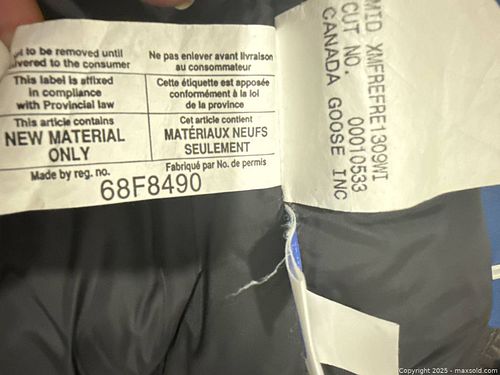 to be removed until
delivered to the consumer
Ne pas enlever avant livraison
au consommateur
This label is affixed
in compliance
with Provincial law
Cette étiquette est apposée
conformément à la loi
de la province
This article contains
NEW MATERIAL
ONLY
Cet article contient
MATÉRIAUX NEUFS
SEULEMENT
Made by reg. no.
Fabriqué par No. de permis
68F8490
MID XMFREFRE1309MI
CUT NO. 00010533
CANADA GOOSE INC
Copyright 2025 - maxsold.com